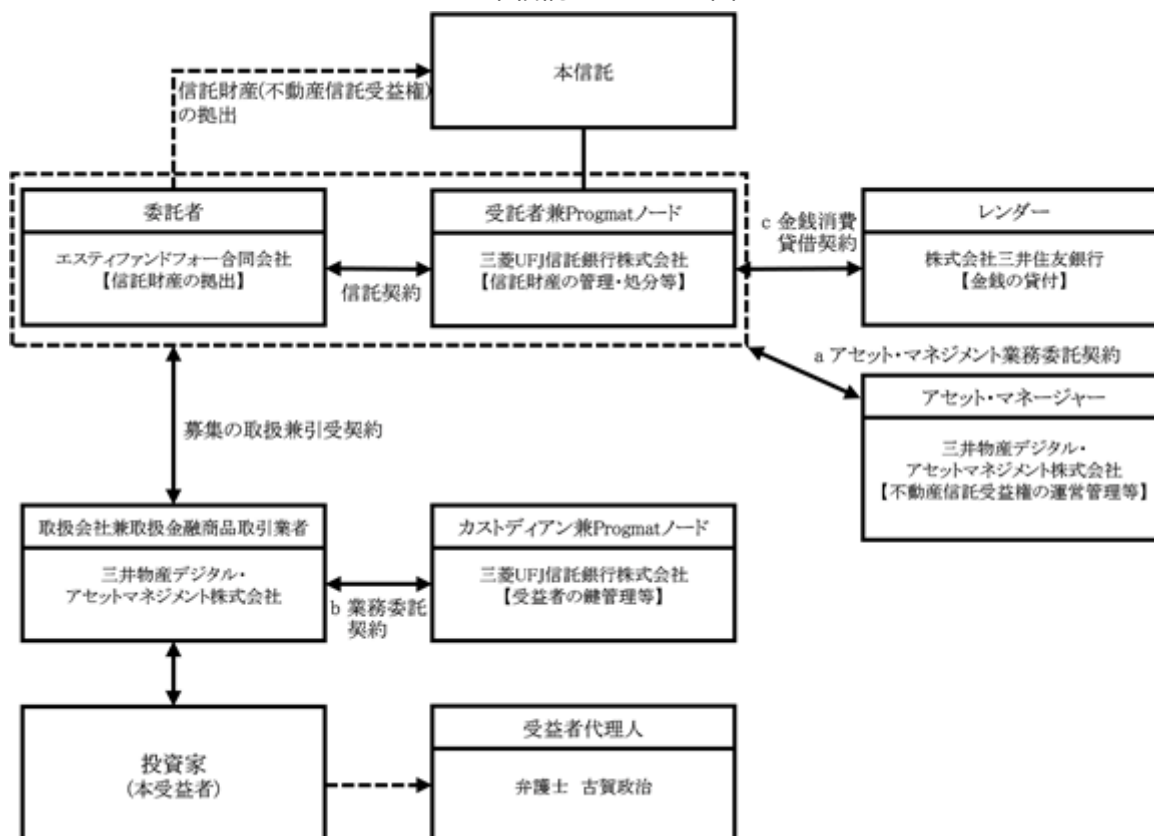 本信託
信託財産(不動産信託受益権)
の拠出
委託者
エスティファンドフォー合同会社
【信託財産の拠出】
信託契約
受託者兼Progmatノード
三菱UFJ信託銀行株式会社
【信託財産の管理・処分等】
c 金銭消費
貸借契約
レンダー
株式会社三井住友銀行
【金銭の貸付】
a アセット・マネジメント業務委託契約
アセット・マネージャー
三井物産デジタル・
アセットマネジメント株式会社
【不動産信託受益権の運営管理等】
募集の取扱兼引受契約
取扱会社兼取扱金融商品取引業者
三井物産デジタル・
アセットマネジメント株式会社
b 業務委託
契約
カストディアン兼Progmatノード
三菱UFJ信託銀行株式会社
【受益者の鍵管理等】
投資家
(本受益者)
受益者代理人
弁護士 古賀政治